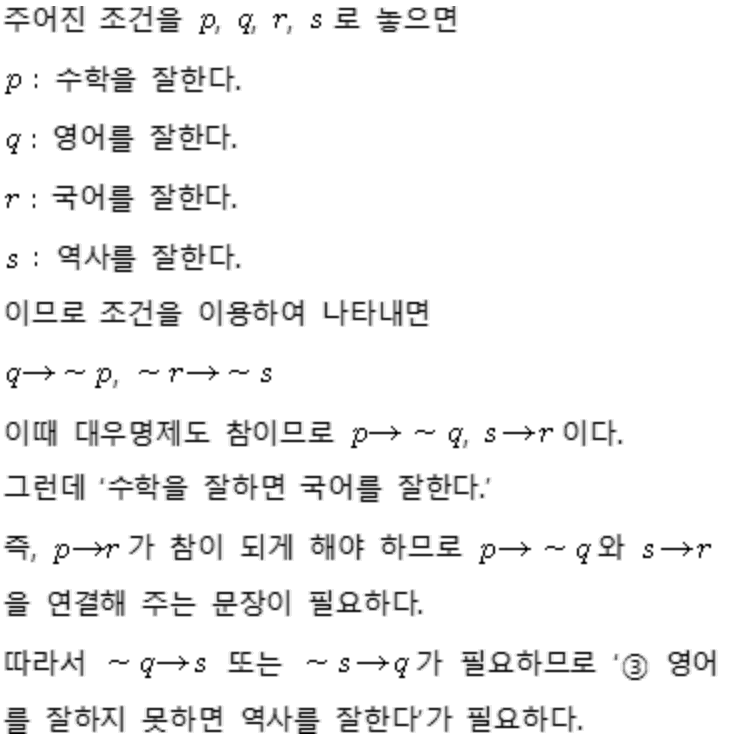 주어진 조건을 p, q, r, s 로 놓으면
p : 수학을 잘한다.
q : 영어를 잘한다.
r : 국어를 잘한다.
s : 역사를 잘한다.
이므로 조건을 이용하여 나타내면
q→ ~ p, ~ r→ ~ s
이때 대우명제도 참이므로 p→ ~ q, s→r 이다.
그런데 ‘수학을 잘하면 국어를 잘한다.’
즉, p→r 가 참이 되게 해야 하므로 p→ ~ q 와 s→r
을 연결해 주는 문장이 필요하다.
따라서 ~ q→s 또는 ~ s→q 가 필요하므로 ‘③ 영어
를 잘하지 못하면 역사를 잘한다’가 필요하다.